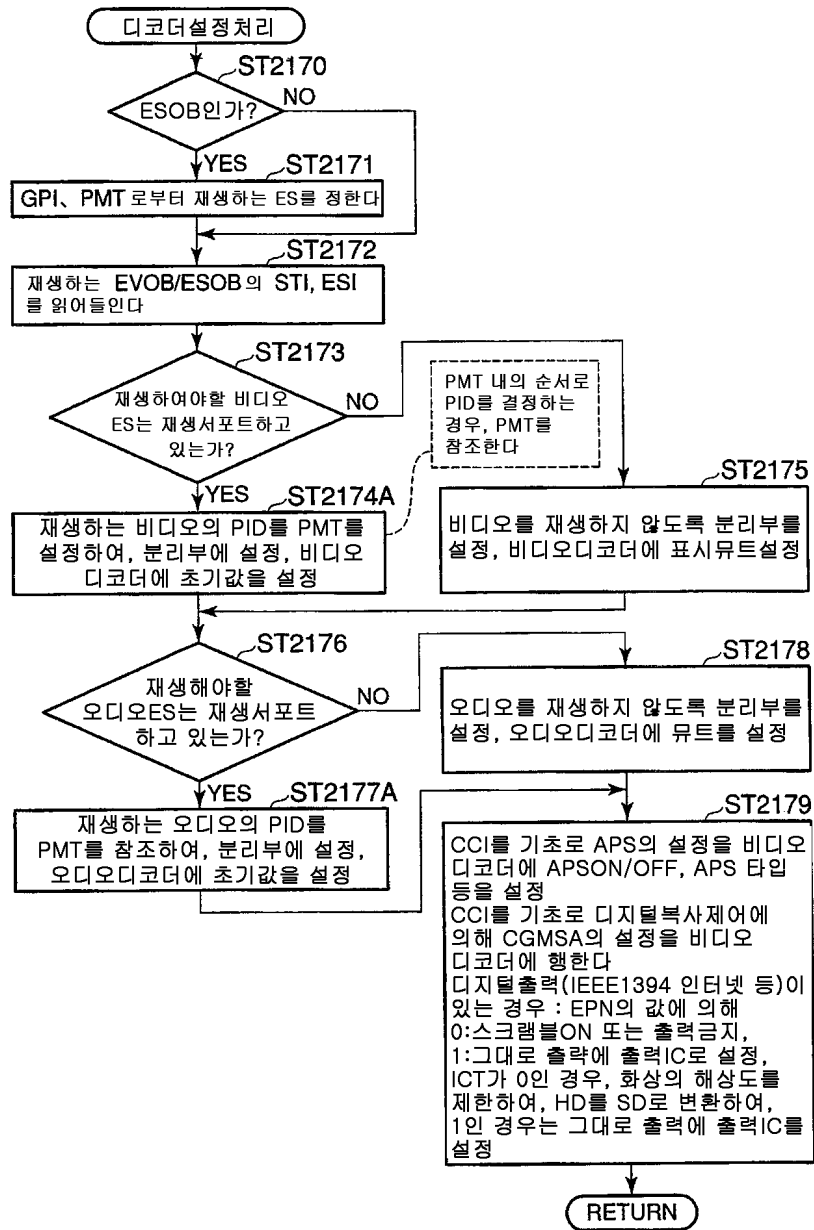 디코더설정처리
ST2170
ESOB인가?
NO
YES
ST2171
GPI、PMT로부터 재생하는 ES를 정한다
ST2172
재생하는 EVOB/ESOB의 STI, ESI
를 읽어들인다
ST2173
재생하여야할 비디오
ES는 재생서포트하고
있는가?
NO
YES
PMT 내의 순서로
PID를 결정하는
경우, PMT를
참조한다
ST2174A
재생하는 비디오의 PID를 PMT를
설정하여, 분리부에 설정, 비디오
디코더에 초기값을 설정
ST2175
비디오를 재생하지 않도록 분리부를
설정, 비디오디코더에 표시뮤트설정
ST2176
재생해야할
오디오ES는 재생서포트
하고 있는가?
NO
YES
ST2178
오디오를 재생하지 않도록 분리부를
설정, 오디오디코더에 뮤트를 설정
ST2177A
재생하는 오디오의 PID를
PMT를 참조하여, 분리부에 설정,
오디오디코더에 초기값을 설정
ST2179
CCI를 기초로 APS의 설정을 비디오
디코더에 APSON/OFF, APS 타입
등을 설정
CCI를 기초로 디지털복사제어에
의해 CGMSA의 설정을 비디오
디코더에 행한다
디지털출력(IEEE1394 인터넷 등)이
있는 경우 : EPN의 값에 의해
0:스크램블ON 또는 출력금지,
1:그대로 출략에 출력IC로 설정,
ICT가 0인 경우, 화상의 해상도를
제한하여, HD를 SD로 변환하여,
1인 경우는 그대로 출력에 출력IC를
설정
RETURN